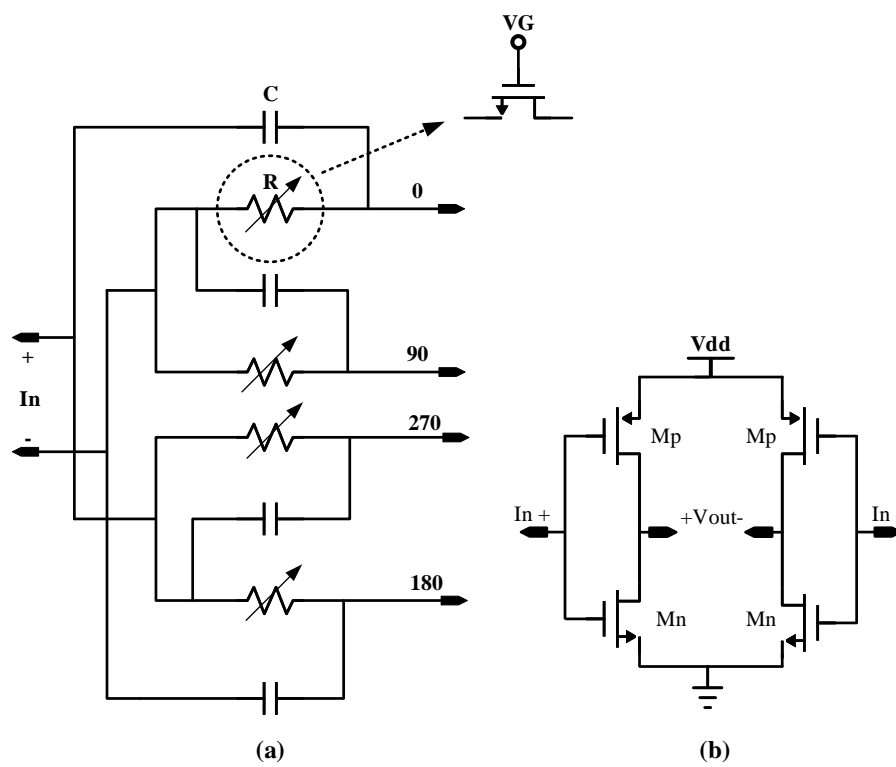 VG
C
R
0
90
+
In
-
270
180
(a)
Vdd
Mp
Mp
In +
+Vout-
In
Mn
Mn
(b)